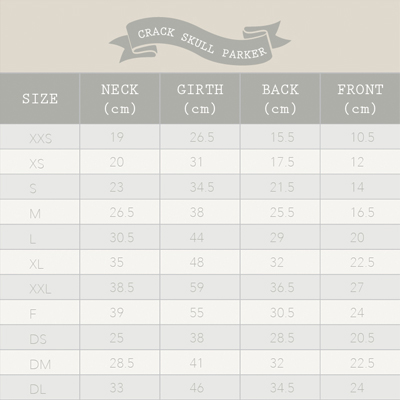 CRACK SKULL PARKER
SIZE NECK (cm) GIRTH (cm) BACK (cm) FRONT (cm)
XXS 19 26.5 15.5 10.5
XS 20 31 17.5 12
S 23 34.5 21.5 14
M 26.5 38 25.5 16.5
L 30.5 44 29 20
XL 35 48 32 22.5
XXL 38.5 59 36.5 27
F 39 55 30.5 24
DS 25 38 28.5 20.5
DM 28.5 41 32 22.5
DL 33 46 34.5 24